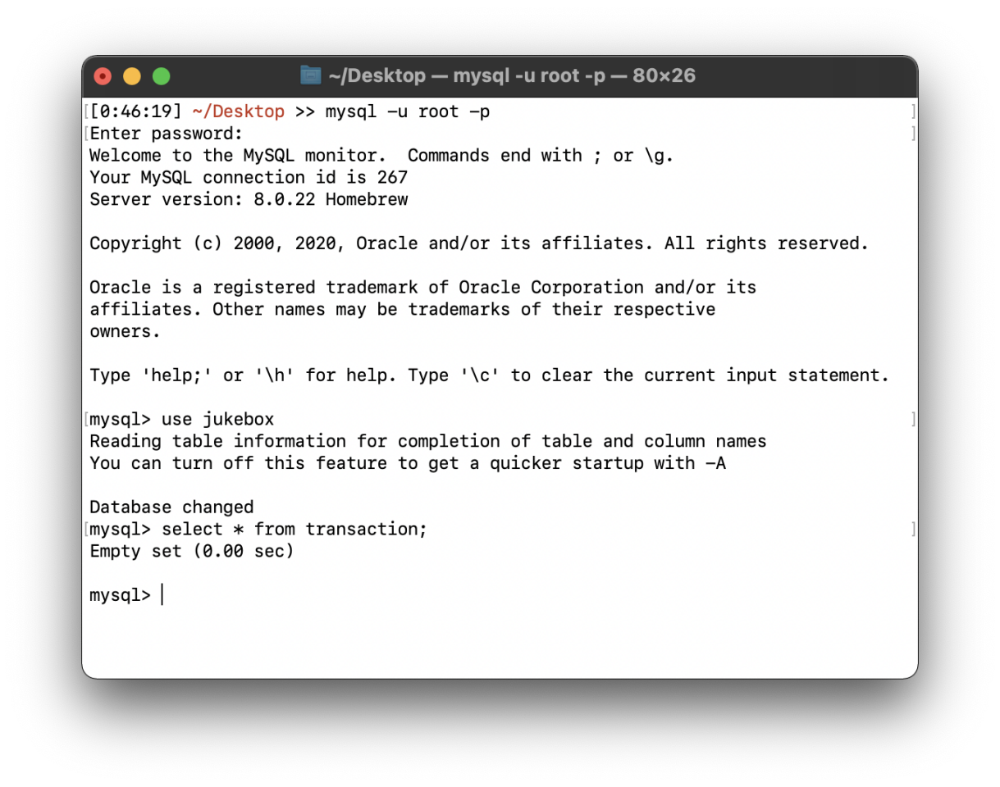 ~/Desktop — mysql -u root -p — 80×26
[0:46:19] ~/Desktop >> mysql -u root -p
Enter password:
Welcome to the MySQL monitor.  Commands end with ; or \g.
Your MySQL connection id is 267
Server version: 8.0.22 Homebrew
Copyright (c) 2000, 2020, Oracle and/or its affiliates. All rights reserved.
Oracle is a registered trademark of Oracle Corporation and/or its
affiliates. Other names may be trademarks of their respective
owners.
Type 'help;' or '\h' for help. Type '\c' to clear the current input statement.
mysql> use jukebox
Reading table information for completion of table and column names
You can turn off this feature to get a quicker startup with -A
Database changed
mysql> select * from transaction;
Empty set (0.00 sec)
mysql>